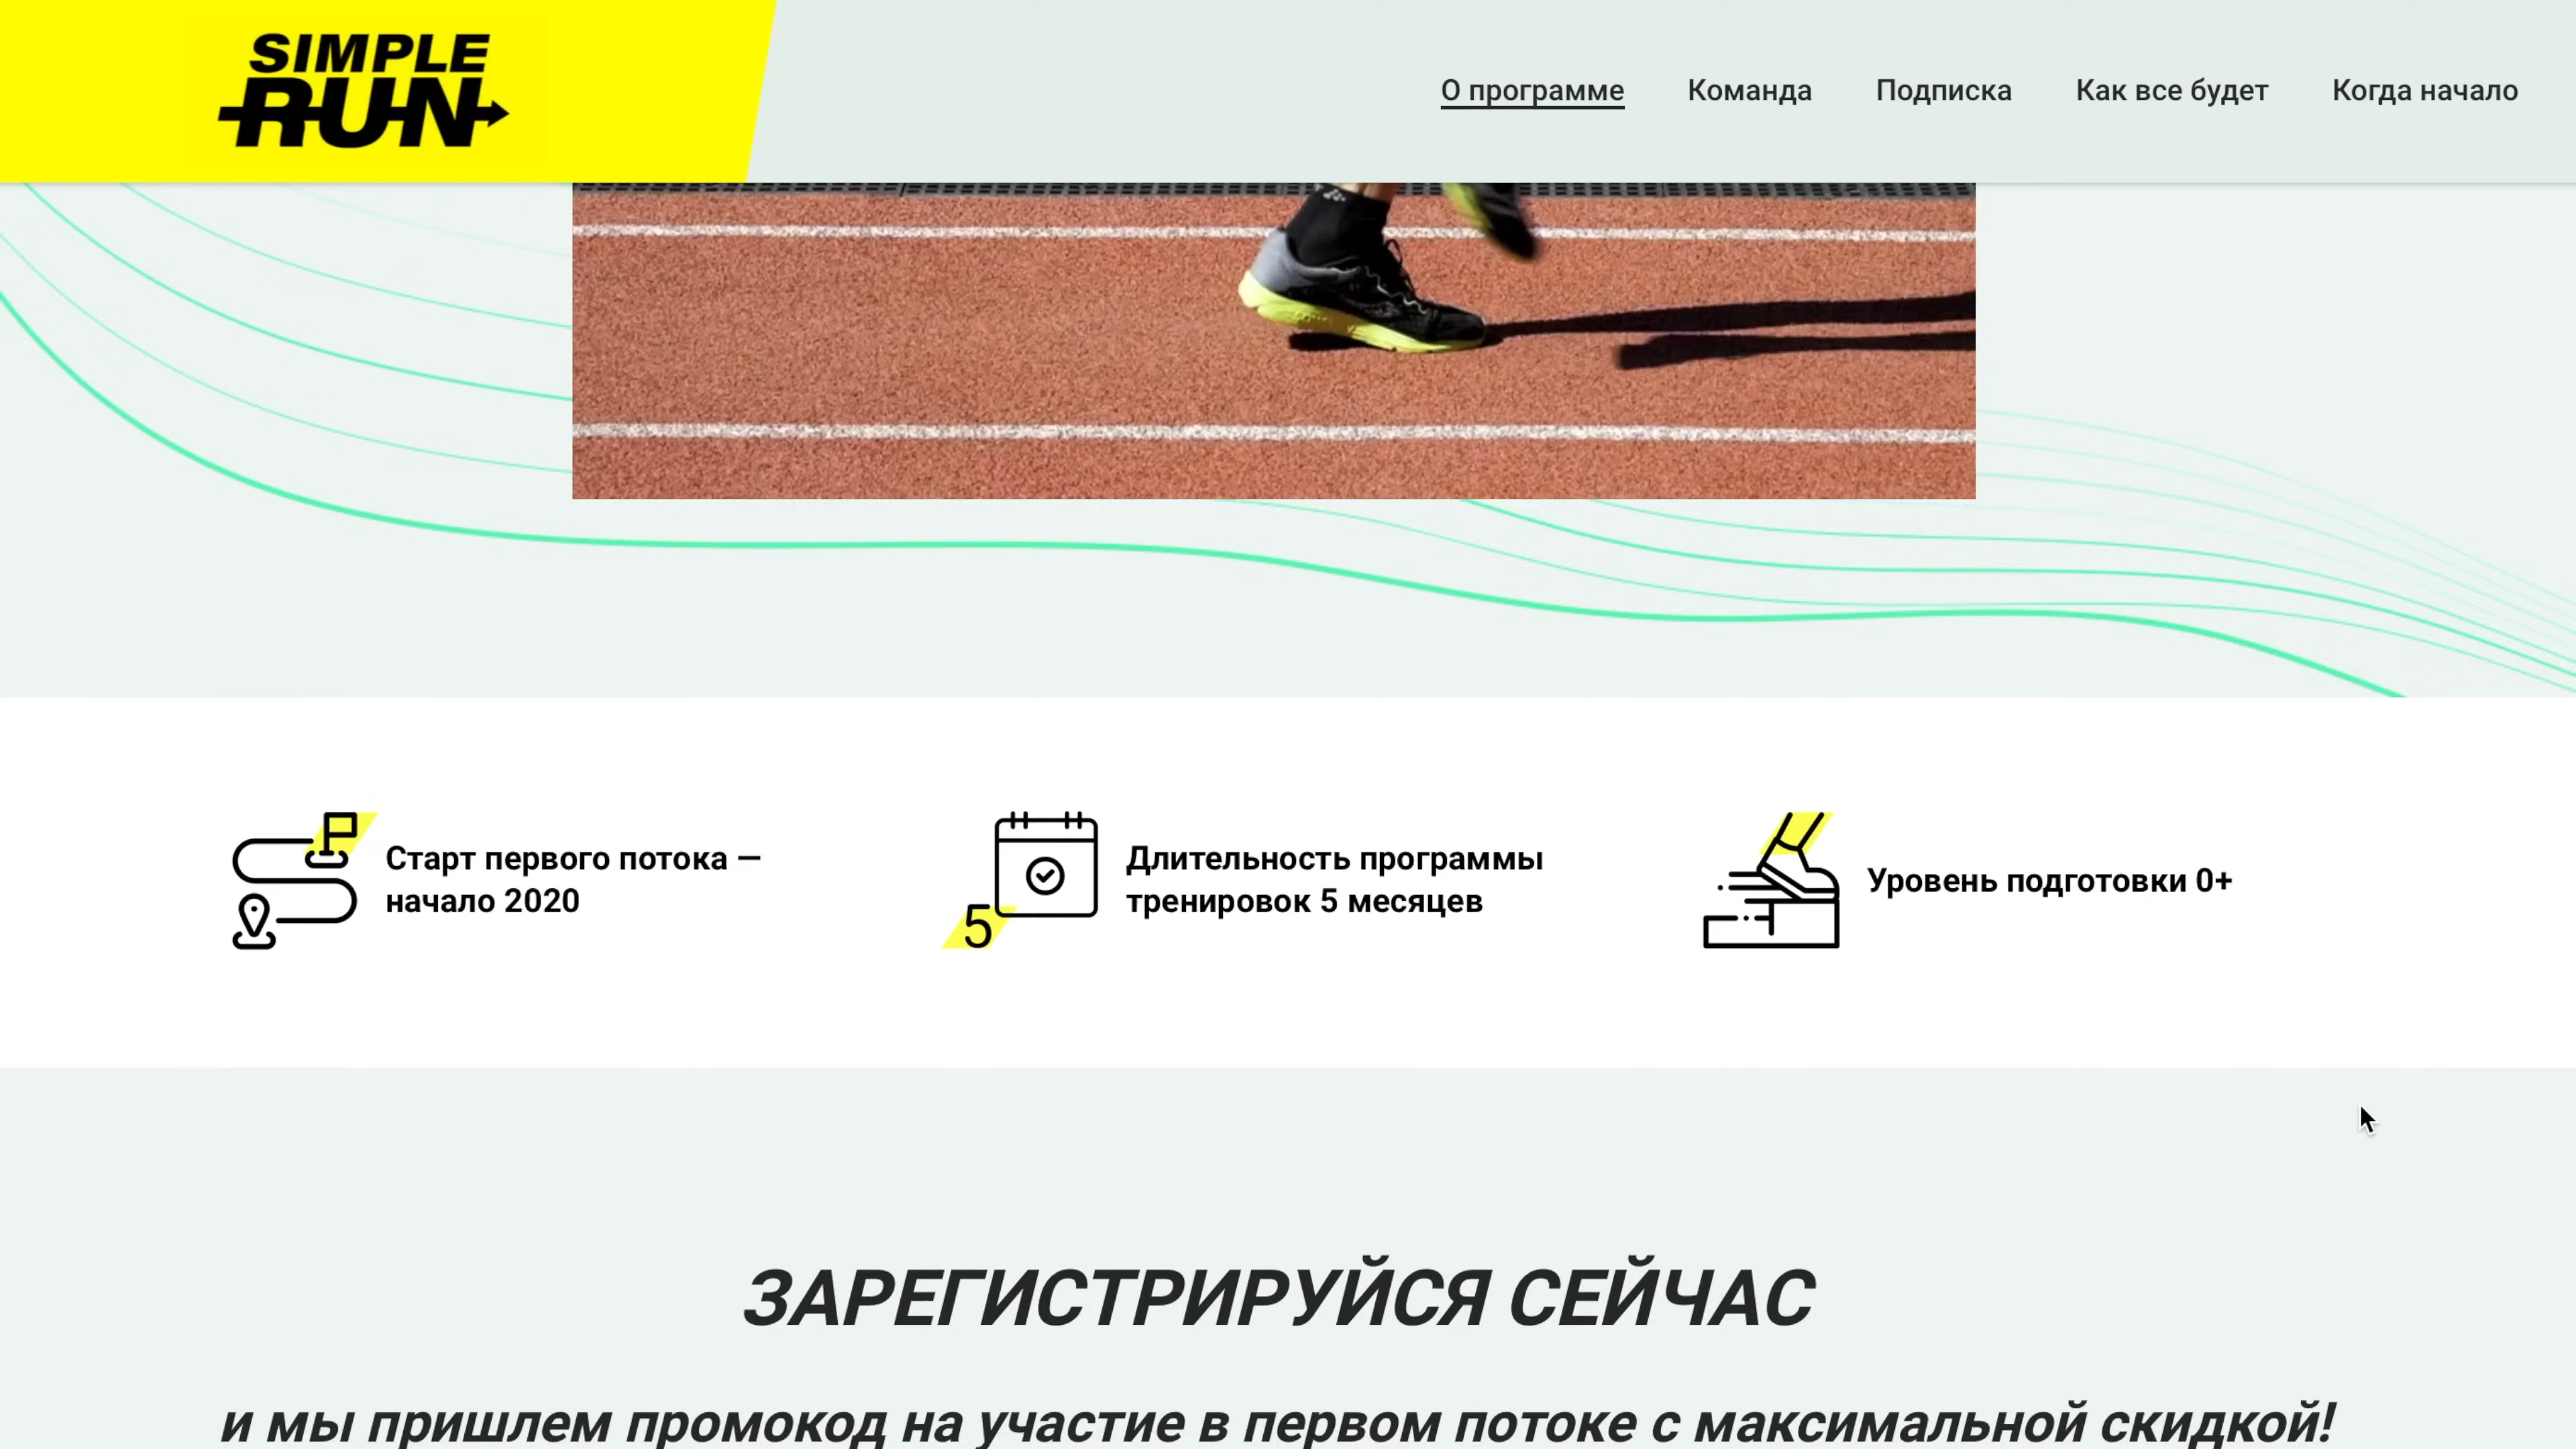 SIMPLE
RUN
О программе Команда Подписка Как все будет Когда начало
Старт первого потока —
начало 2020
5
Длительность программы
тренировок 5 месяцев
Уровень подготовки 0+
ЗАРЕГИСТРИРУЙСЯ СЕЙЧАС
и мы пришлем промокод на участие в первом потоке с максимальной скидкой!